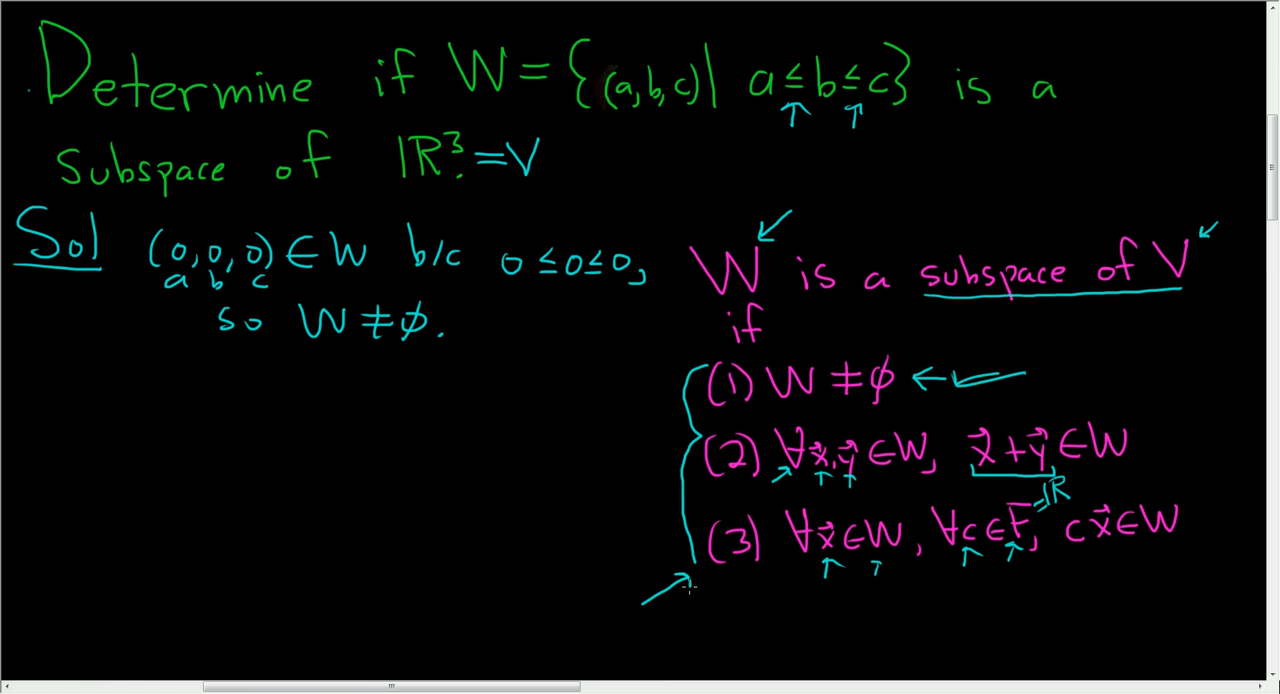 Determine if W = {(a, b, c) | a ≤ b ≤ c} is a
↑ ↑
subspace of ℝ³? = V
Sol (0, 0, 0) ∈ W b/c 0 ≤ 0 ≤ 0,
a b c
so W ≠ ∅.
W is a subspace of V
if
(1) W ≠ ∅ ←
(2) ∀x⃗, y⃗ ∈ W, x⃗ + y⃗ ∈ W
=ℝ
(3) ∀x⃗ ∈ W, ∀c ∈ F, cx⃗ ∈ W